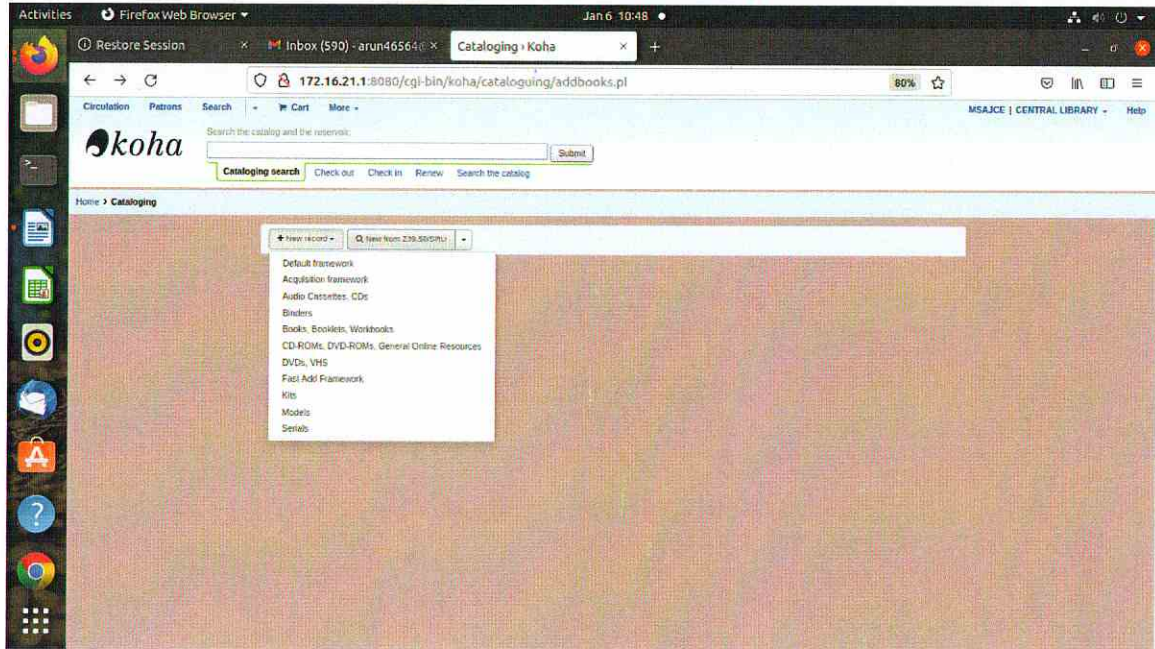 Activities Firefox Web Browser Jan 6 10:48
Restore Session Inbox (590) - arun46564 Cataloging › Koha
172.16.21.1:8080/cgi-bin/koha/cataloguing/addbooks.pl 80%
Circulation Patrons Search Cart More MSAJCE | CENTRAL LIBRARY Help
koha
Search the catalog and the reservoir:
Submit
Cataloging search Check out Check in Renew Search the catalog
Home › Cataloging
+ New record New from Z39.50/SRU
Default framework
Acquisition framework
Audio Cassettes, CDs
Binders
Books, Booklets, Workbooks
CD-ROMs, DVD-ROMs, General Online Resources
DVDs, VHS
Fast Add Framework
Kits
Models
Serials